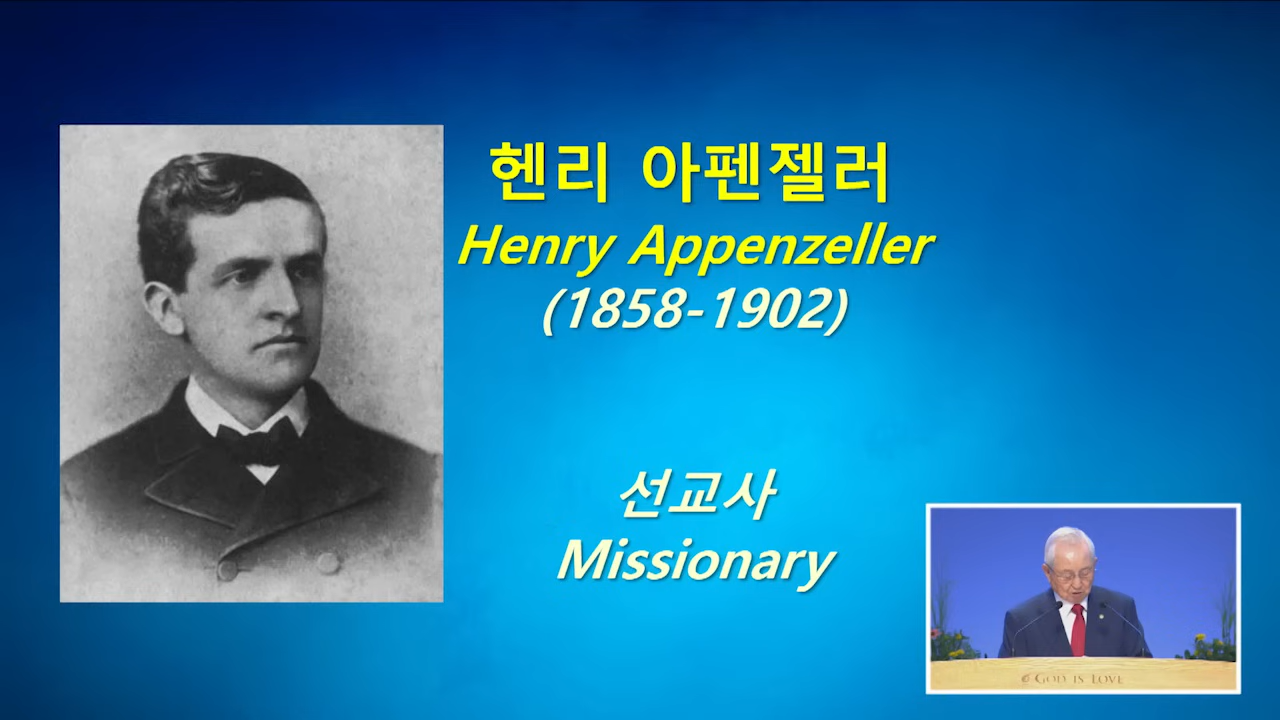 헨리 아펜젤러
Henry Appenzeller
(1858-1902)
선교사
Missionary
GOD IS LOVE